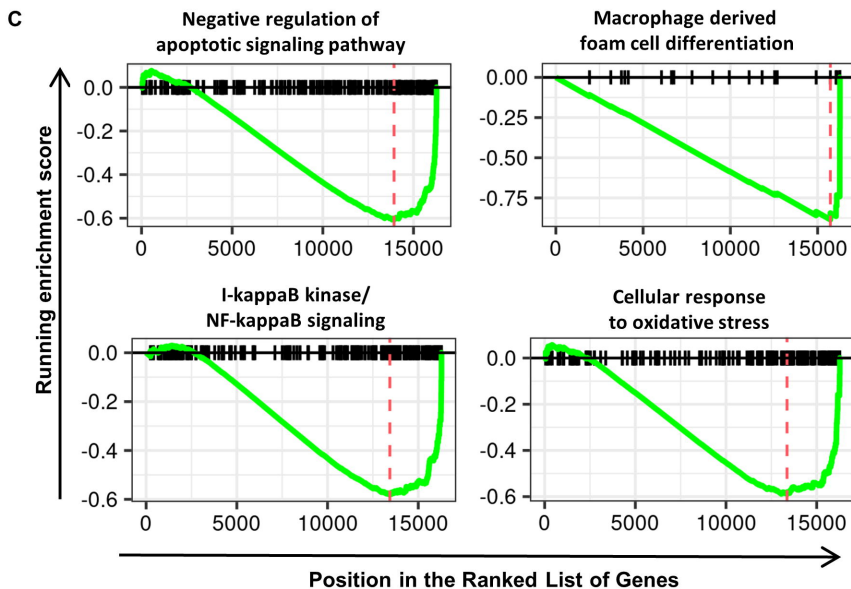 C
Negative regulation of
apoptotic signaling pathway
0.0
-0.2
-0.4
-0.6
0
5000
10000
15000
Macrophage derived
foam cell differentiation
0.00
-0.25
-0.50
-0.75
0
5000
10000
15000
I-kappaB kinase/
NF-kappaB signaling
0.0
-0.2
-0.4
-0.6
0
5000
10000
15000
Cellular response
to oxidative stress
0.0
-0.2
-0.4
-0.6
0
5000
10000
15000
Running enrichment score
Position in the Ranked List of Genes